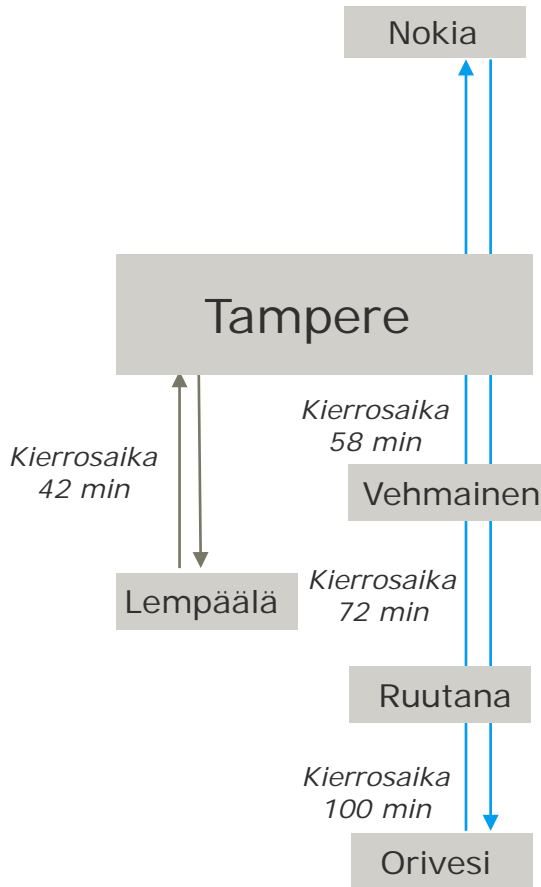 Nokia
Tampere
Kierrosaika
58 min
Kierrosaika
42 min
Vehmainen
Lempäälä
Kierrosaika
72 min
Ruutana
Kierrosaika
100 min
Orivesi